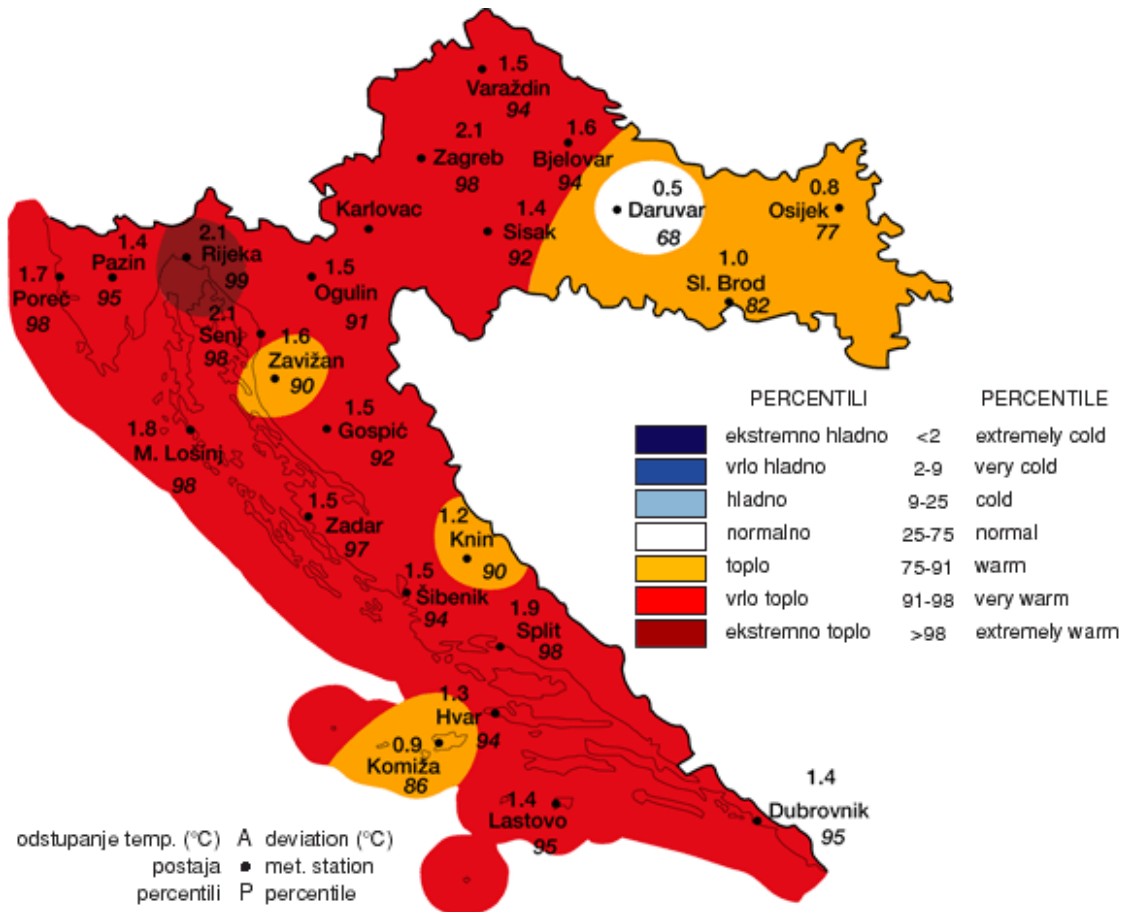 1.5
Varaždin
94
2.1
Zagreb
98
1.6
Bjelovar
94
0.5
Daruvar
68
0.8
Osijek
77
Karlovac
1.4
Sisak
92
1.0
Sl. Brod
82
1.7
Poreč
98
1.4
Pazin
95
2.1
Rijeka
99
1.5
Ogulin
91
2.1
Senj
98
1.6
Zavižan
90
1.8
M. Lošinj
98
1.5
Gospić
92
1.5
Zadar
97
1.2
Knin
90
1.5
Šibenik
94
1.9
Split
98
1.3
Hvar
94
0.9
Komiža
86
1.4
Lastovo
95
1.4
Dubrovnik
95
PERCENTILI PERCENTILE
ekstremno hladno <2 extremely cold
vrlo hladno 2-9 very cold
hladno 9-25 cold
normalno 25-75 normal
toplo 75-91 warm
vrlo toplo 91-98 very warm
ekstremno toplo >98 extremely warm
odstupanje temp. (°C) A deviation (°C)
postaja met. station
percentili P percentile